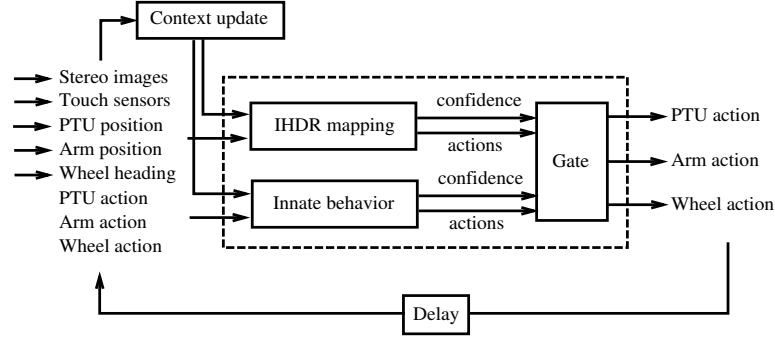 Context update
Stereo images
Touch sensors
PTU position
Arm position
Wheel heading
PTU action
Arm action
Wheel action
IHDR mapping
Innate behavior
confidence
actions
confidence
actions
Gate
PTU action
Arm action
Wheel action
Delay